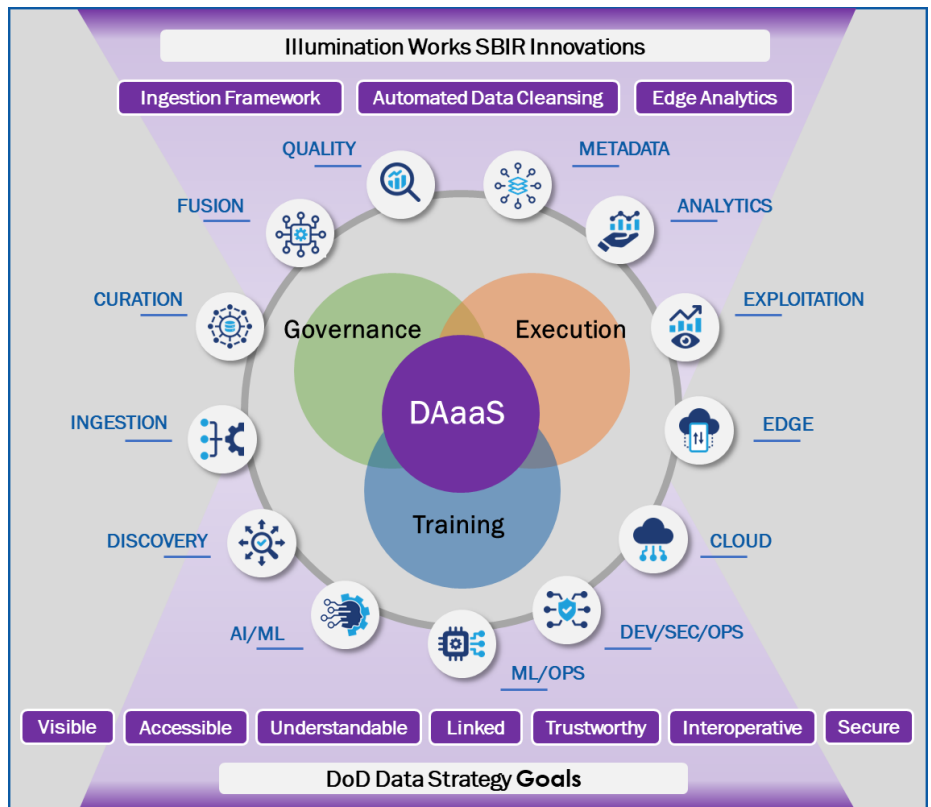 Illumination Works SBIR Innovations
Ingestion Framework
Automated Data Cleansing
Edge Analytics
QUALITY
METADATA
FUSION
ANALYTICS
CURATION
EXPLOITATION
Governance
Execution
DAaaS
INGESTION
EDGE
Training
DISCOVERY
CLOUD
AI/ML
DEV/SEC/OPS
ML/OPS
Visible
Accessible
Understandable
Linked
Trustworthy
Interoperative
Secure
DoD Data Strategy Goals